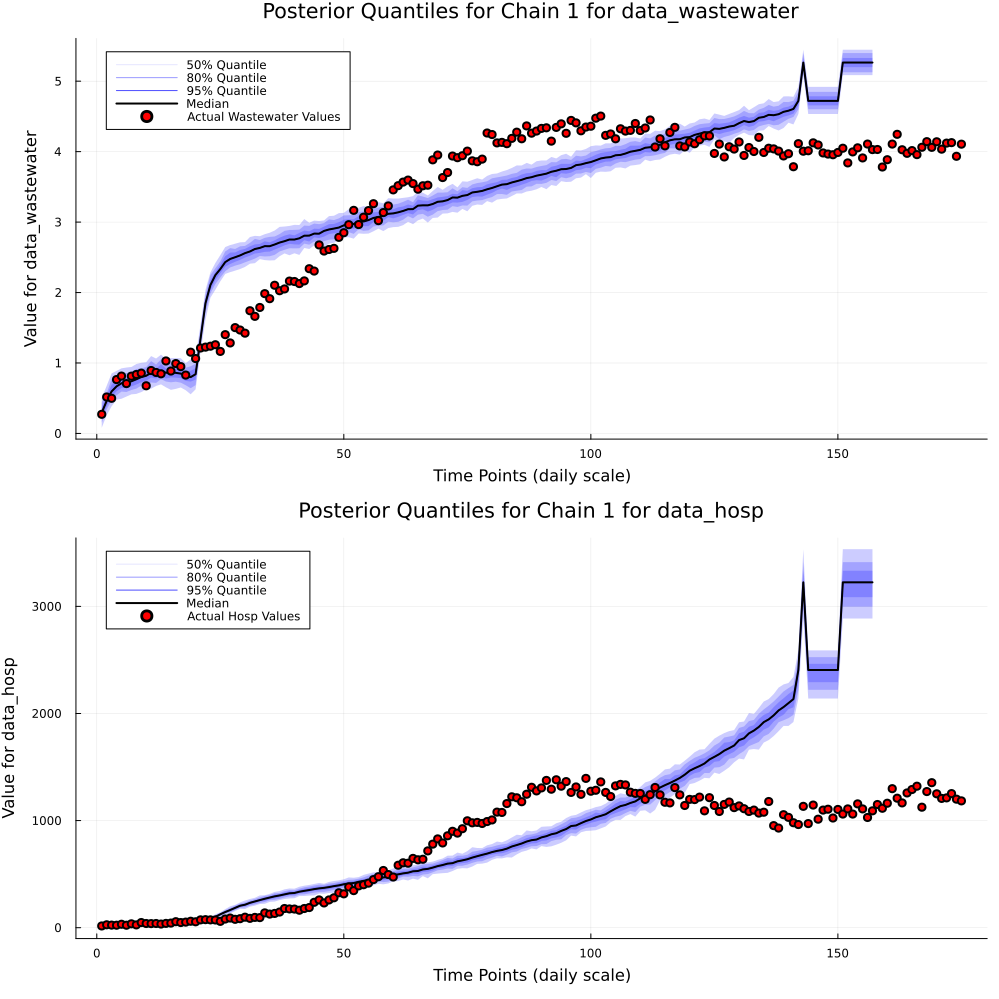 Posterior Quantiles for Chain 1 for data_wastewater
50% Quantile
80% Quantile
95% Quantile
Median
Actual Wastewater Values
Value for data_wastewater
5
4
3
2
1
0
0 50 100 150
Time Points (daily scale)
Posterior Quantiles for Chain 1 for data_hosp
50% Quantile
80% Quantile
95% Quantile
Median
Actual Hosp Values
Value for data_hosp
3000
2000
1000
0
0 50 100 150
Time Points (daily scale)